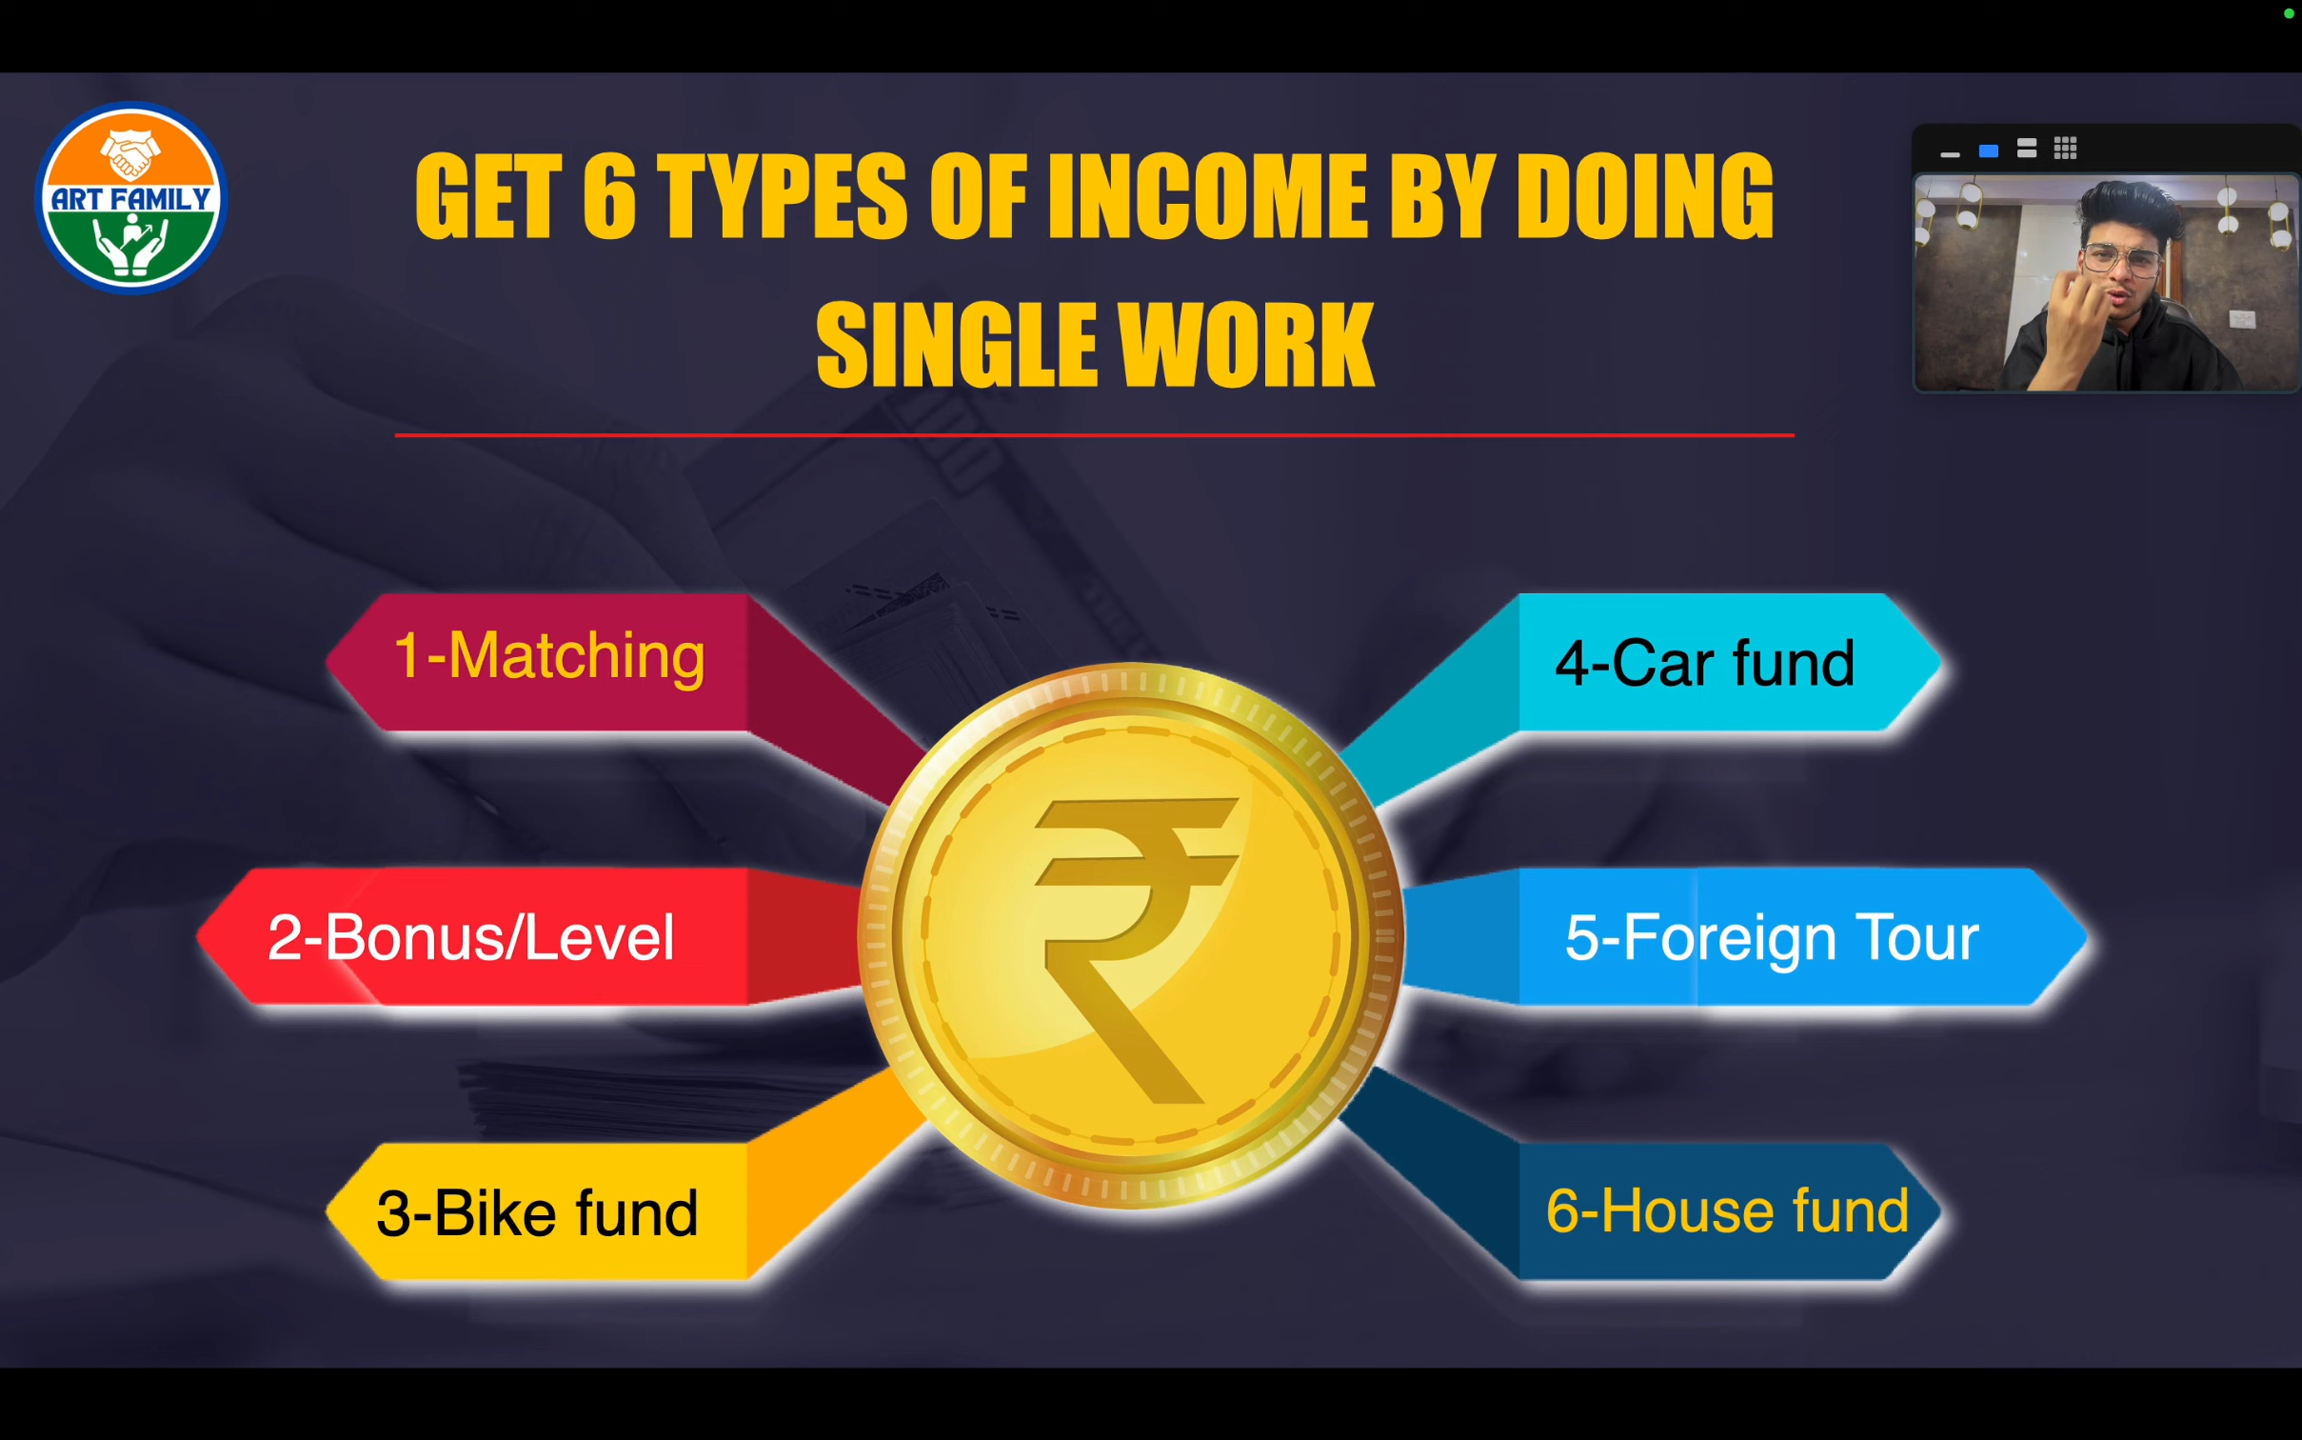 ART FAMILY
GET 6 TYPES OF INCOME BY DOING
SINGLE WORK
1-Matching
2-Bonus/Level
3-Bike fund
4-Car fund
5-Foreign Tour
6-House fund
₹